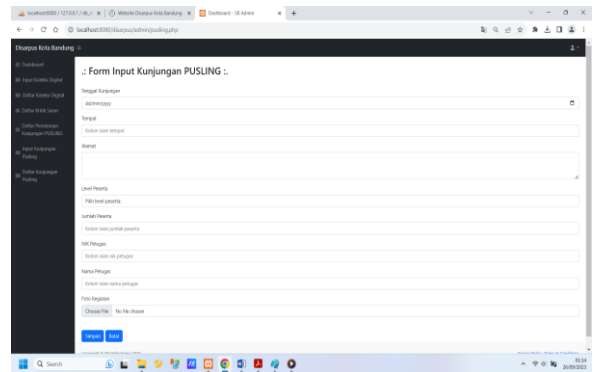 localhost:8080 / 127.0.0.1 / db_
Website Disarpus Kota Bandung
Dashboard - SB Admin
localhost:8080/disarpus/admin/pusling.php
Disarpus Kota Bandung
Dashboard
Input Koleksi Digital
Daftar Koleksi Digital
Daftar Kritik Saran
Daftar Permintaan
Kunjungan PUSLING
Input Kunjungan
Pusling
Daftar Kunjungan
Pusling
.: Form Input Kunjungan PUSLING :.
Tanggal Kunjungan
dd/mm/yyyy
Tempat
Kolom isian tempat
Alamat
Level Peserta
Pilih level peserta
Jumlah Peserta
Kolom isian jumlah peserta
NIK Petugas
Kolom isian nik petugas
Nama Petugas
Kolom isian nama petugas
Foto Kegiatan
Choose File No file chosen
Simpan Batal
Search
01.14
26/09/2023